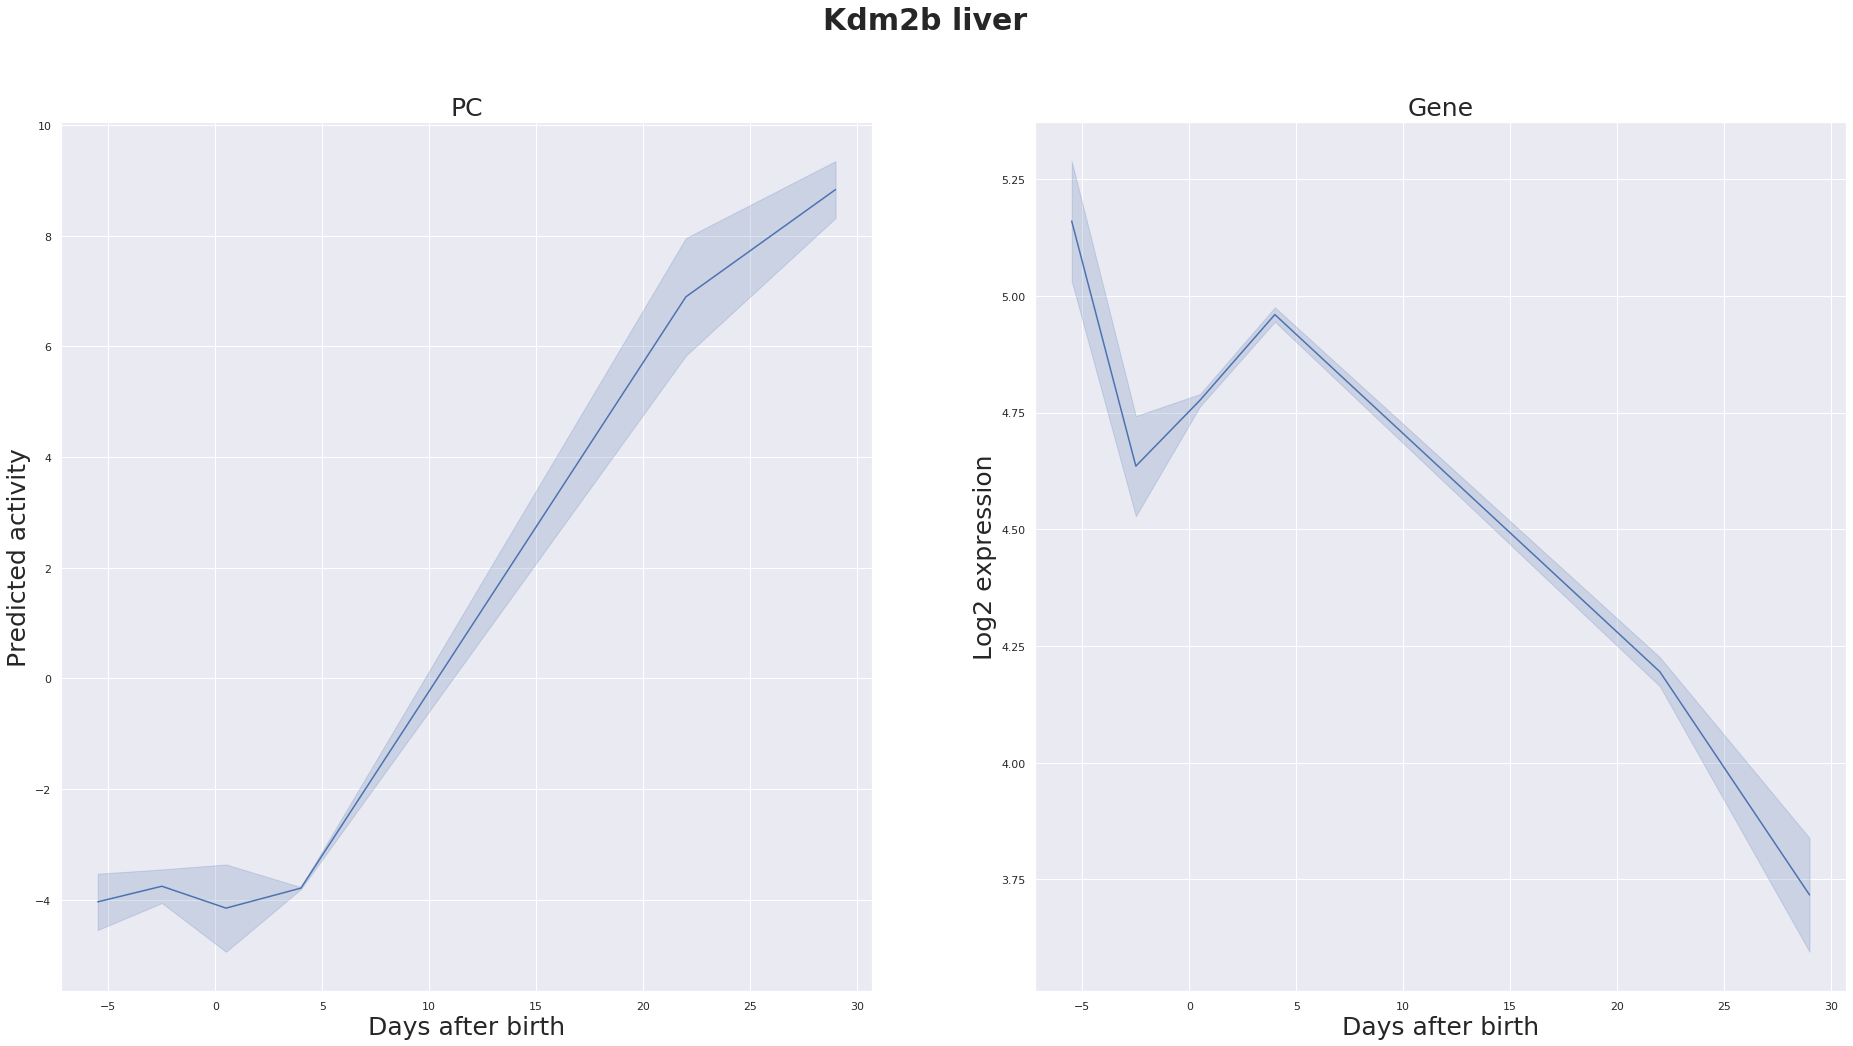 Kdm2b liver
PC
10
8
6
4
2
0
−2
−4
Predicted activity
−5 0 5 10 15 20 25 30
Days after birth
Gene
5.25
5.00
4.75
4.50
4.25
4.00
3.75
Log2 expression
−5 0 5 10 15 20 25 30
Days after birth